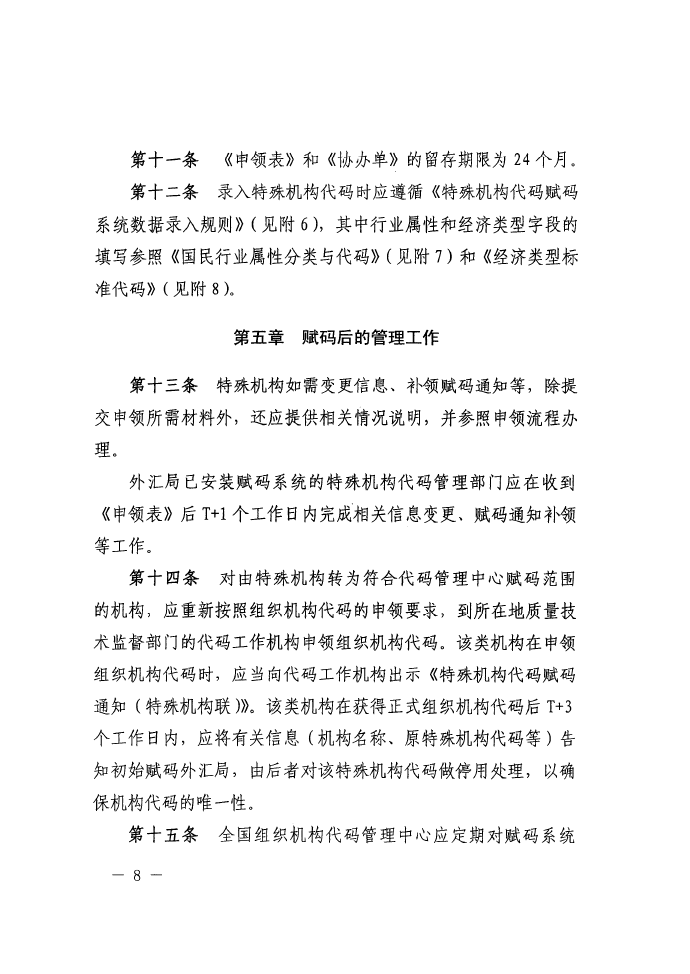 第十一条　《申领表》和《协办单》的留存期限为 24 个月。
第十二条　录入特殊机构代码时应遵循《特殊机构代码赋码
系统数据录入规则》（见附 6），其中行业属性和经济类型字段的
填写参照《国民行业属性分类与代码》（见附 7）和《经济类型标
准代码》（见附 8）。
第五章　赋码后的管理工作
第十三条　特殊机构如需变更信息、补领赋码通知等，除提
交申领所需材料外，还应提供相关情况说明，并参照申领流程办
理。
外汇局已安装赋码系统的特殊机构代码管理部门应在收到
《申领表》后 T+1 个工作日内完成相关信息变更、赋码通知补领
等工作。
第十四条　对由特殊机构转为符合代码管理中心赋码范围
的机构，应重新按照组织机构代码的申领要求，到所在地质量技
术监督部门的代码工作机构申领组织机构代码。该类机构在申领
组织机构代码时，应当向代码工作机构出示《特殊机构代码赋码
通知（特殊机构联）》。该类机构在获得正式组织机构代码后 T+3
个工作日内，应将有关信息（机构名称、原特殊机构代码等）告
知初始赋码外汇局，由后者对该特殊机构代码做停用处理，以确
保机构代码的唯一性。
第十五条　全国组织机构代码管理中心应定期对赋码系统
— 8 —